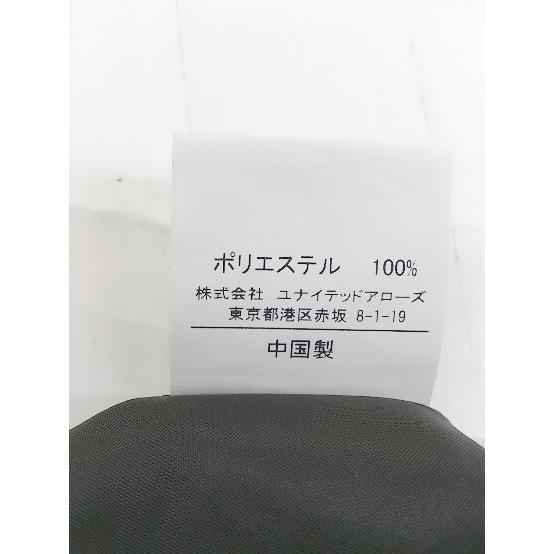 ポリエステル 100%
株式会社 ユナイテッドアローズ
東京都港区赤坂 8-1-19
中国製